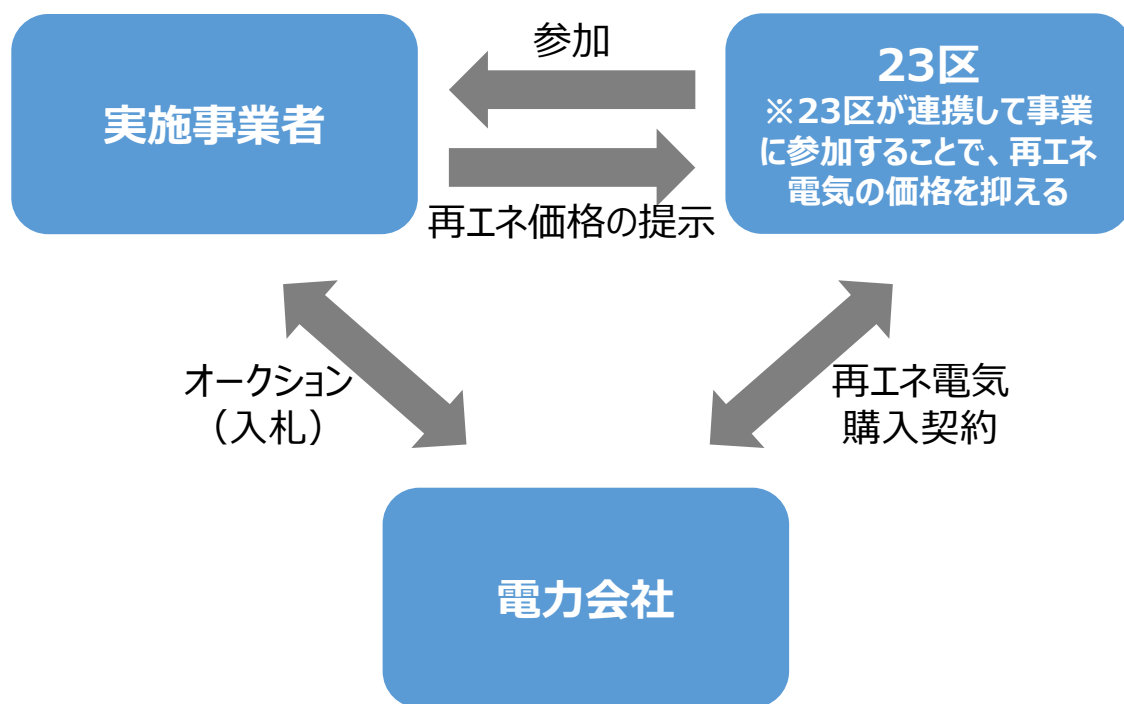 参加
実施事業者
23区
※23区が連携して事業
に参加することで、再エネ
電気の価格を抑える
再エネ価格の提示
オークション
（入札）
再エネ電気
購入契約
電力会社